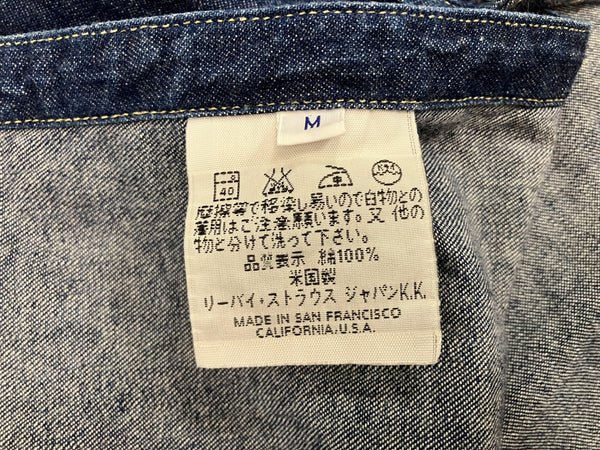 M
40
摩擦等で移染し易いので白物との
着用はご注意願います。又 他の
物と分けて洗って下さい。
品質表示 綿100%
米国製
リーバイ・ストラウス ジャパンK.K.
MADE IN SAN FRANCISCO
CALIFORNIA, U.S.A.